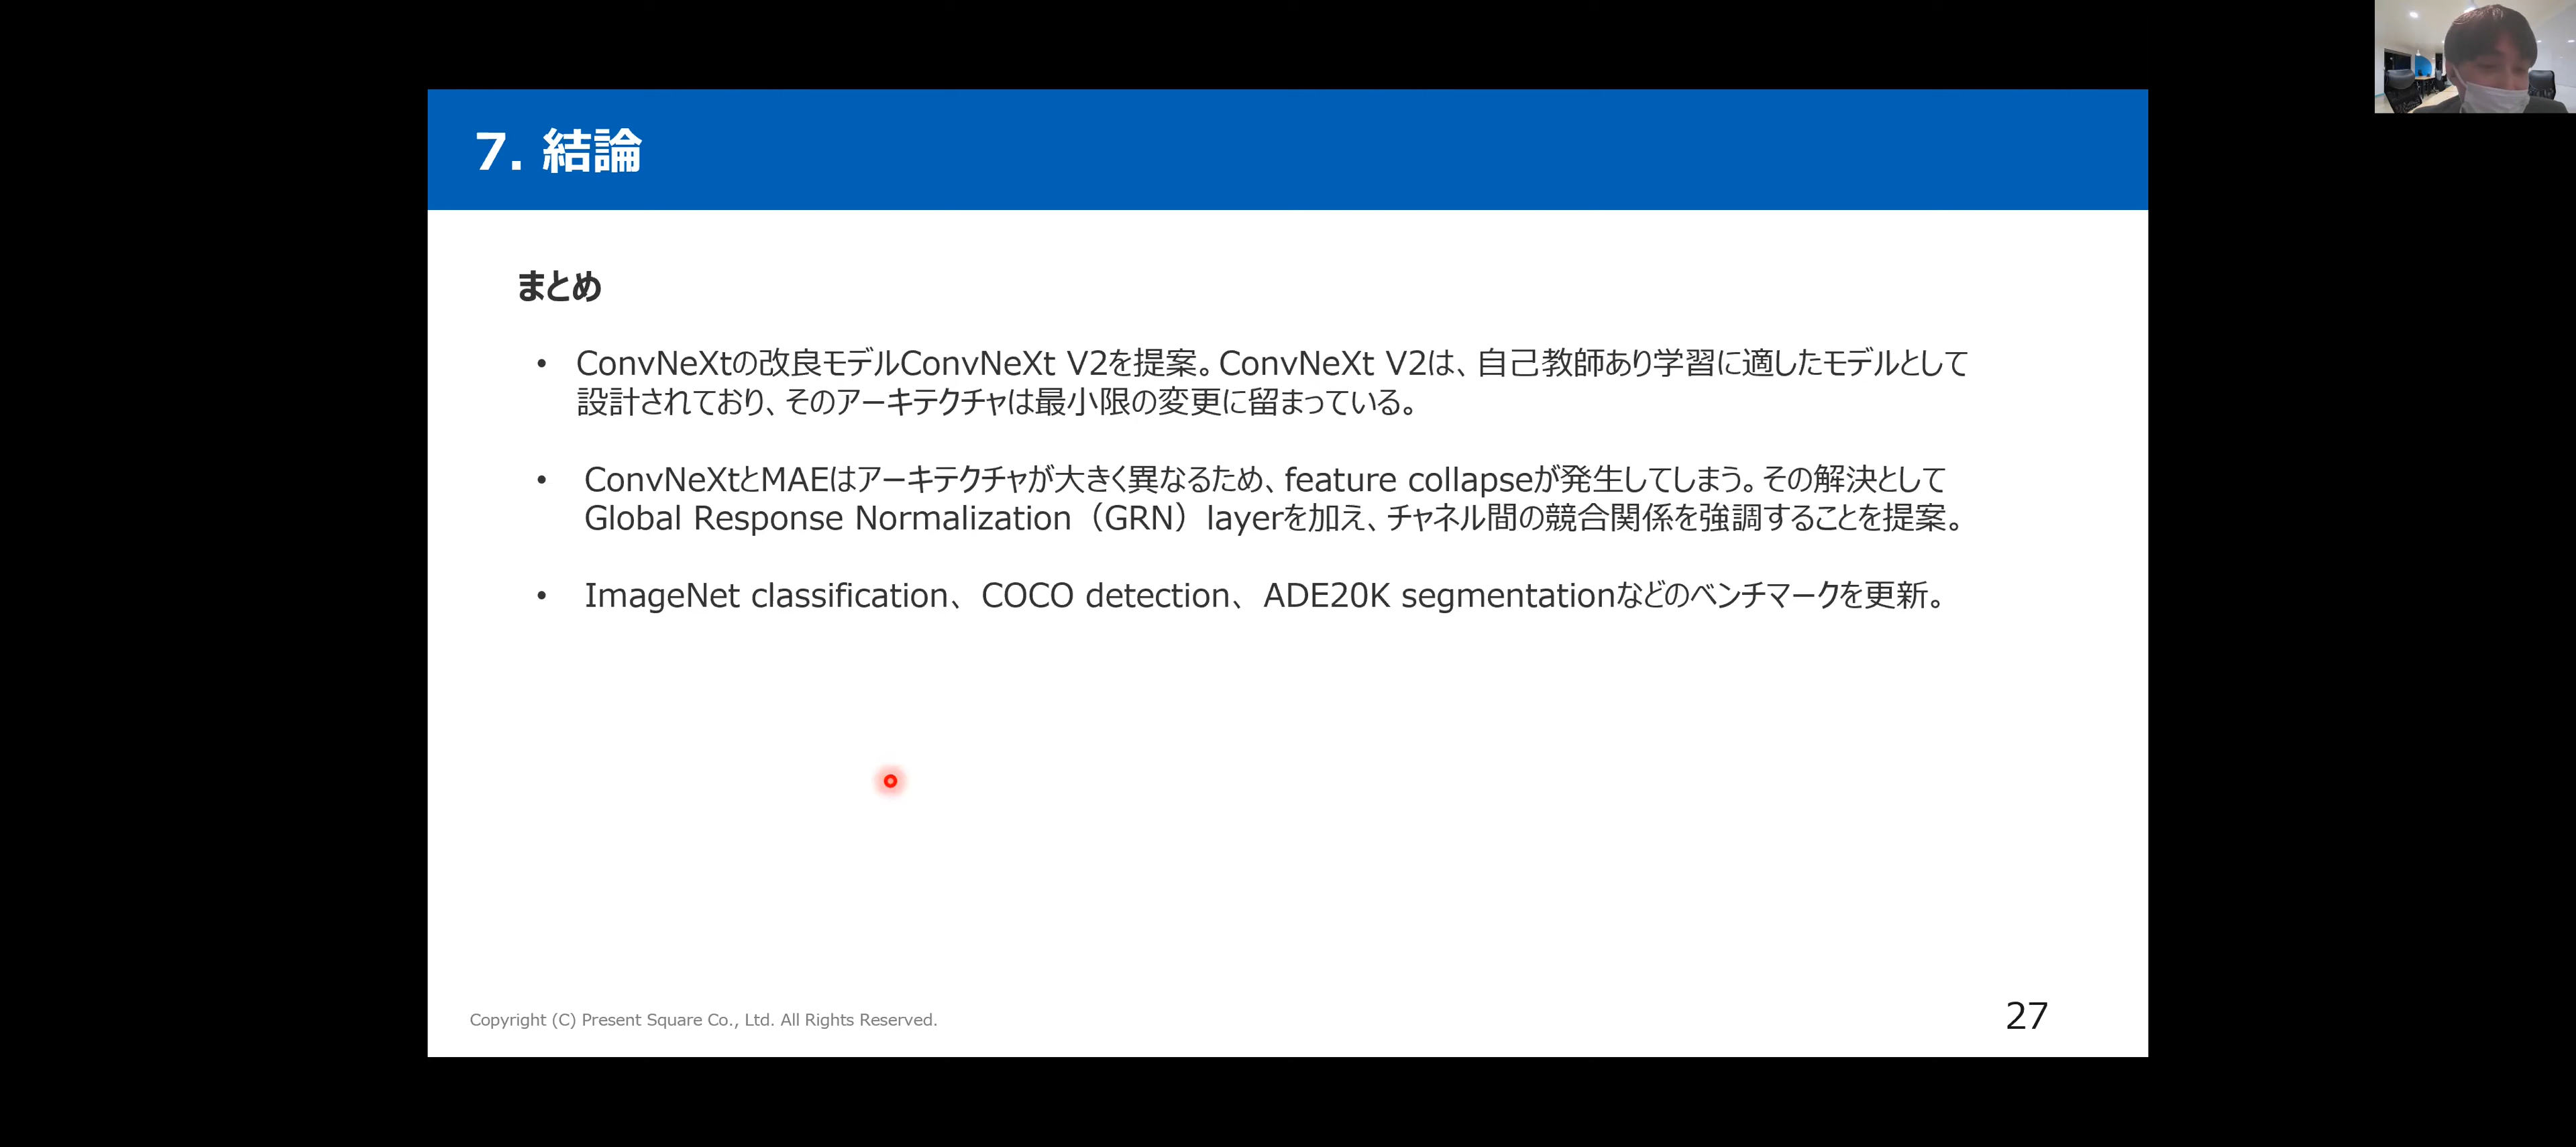 7. 結論
まとめ
• ConvNeXtの改良モデルConvNeXt V2を提案。ConvNeXt V2は、自己教師あり学習に適したモデルとして
設計されており、そのアーキテクチャは最小限の変更に留まっている。
• ConvNeXtとMAEはアーキテクチャが大きく異なるため、feature collapseが発生してしまう。その解決として
Global Response Normalization（GRN）layerを加え、チャネル間の競合関係を強調することを提案。
• ImageNet classification、COCO detection、ADE20K segmentationなどのベンチマークを更新。
Copyright (C) Present Square Co., Ltd. All Rights Reserved.
27